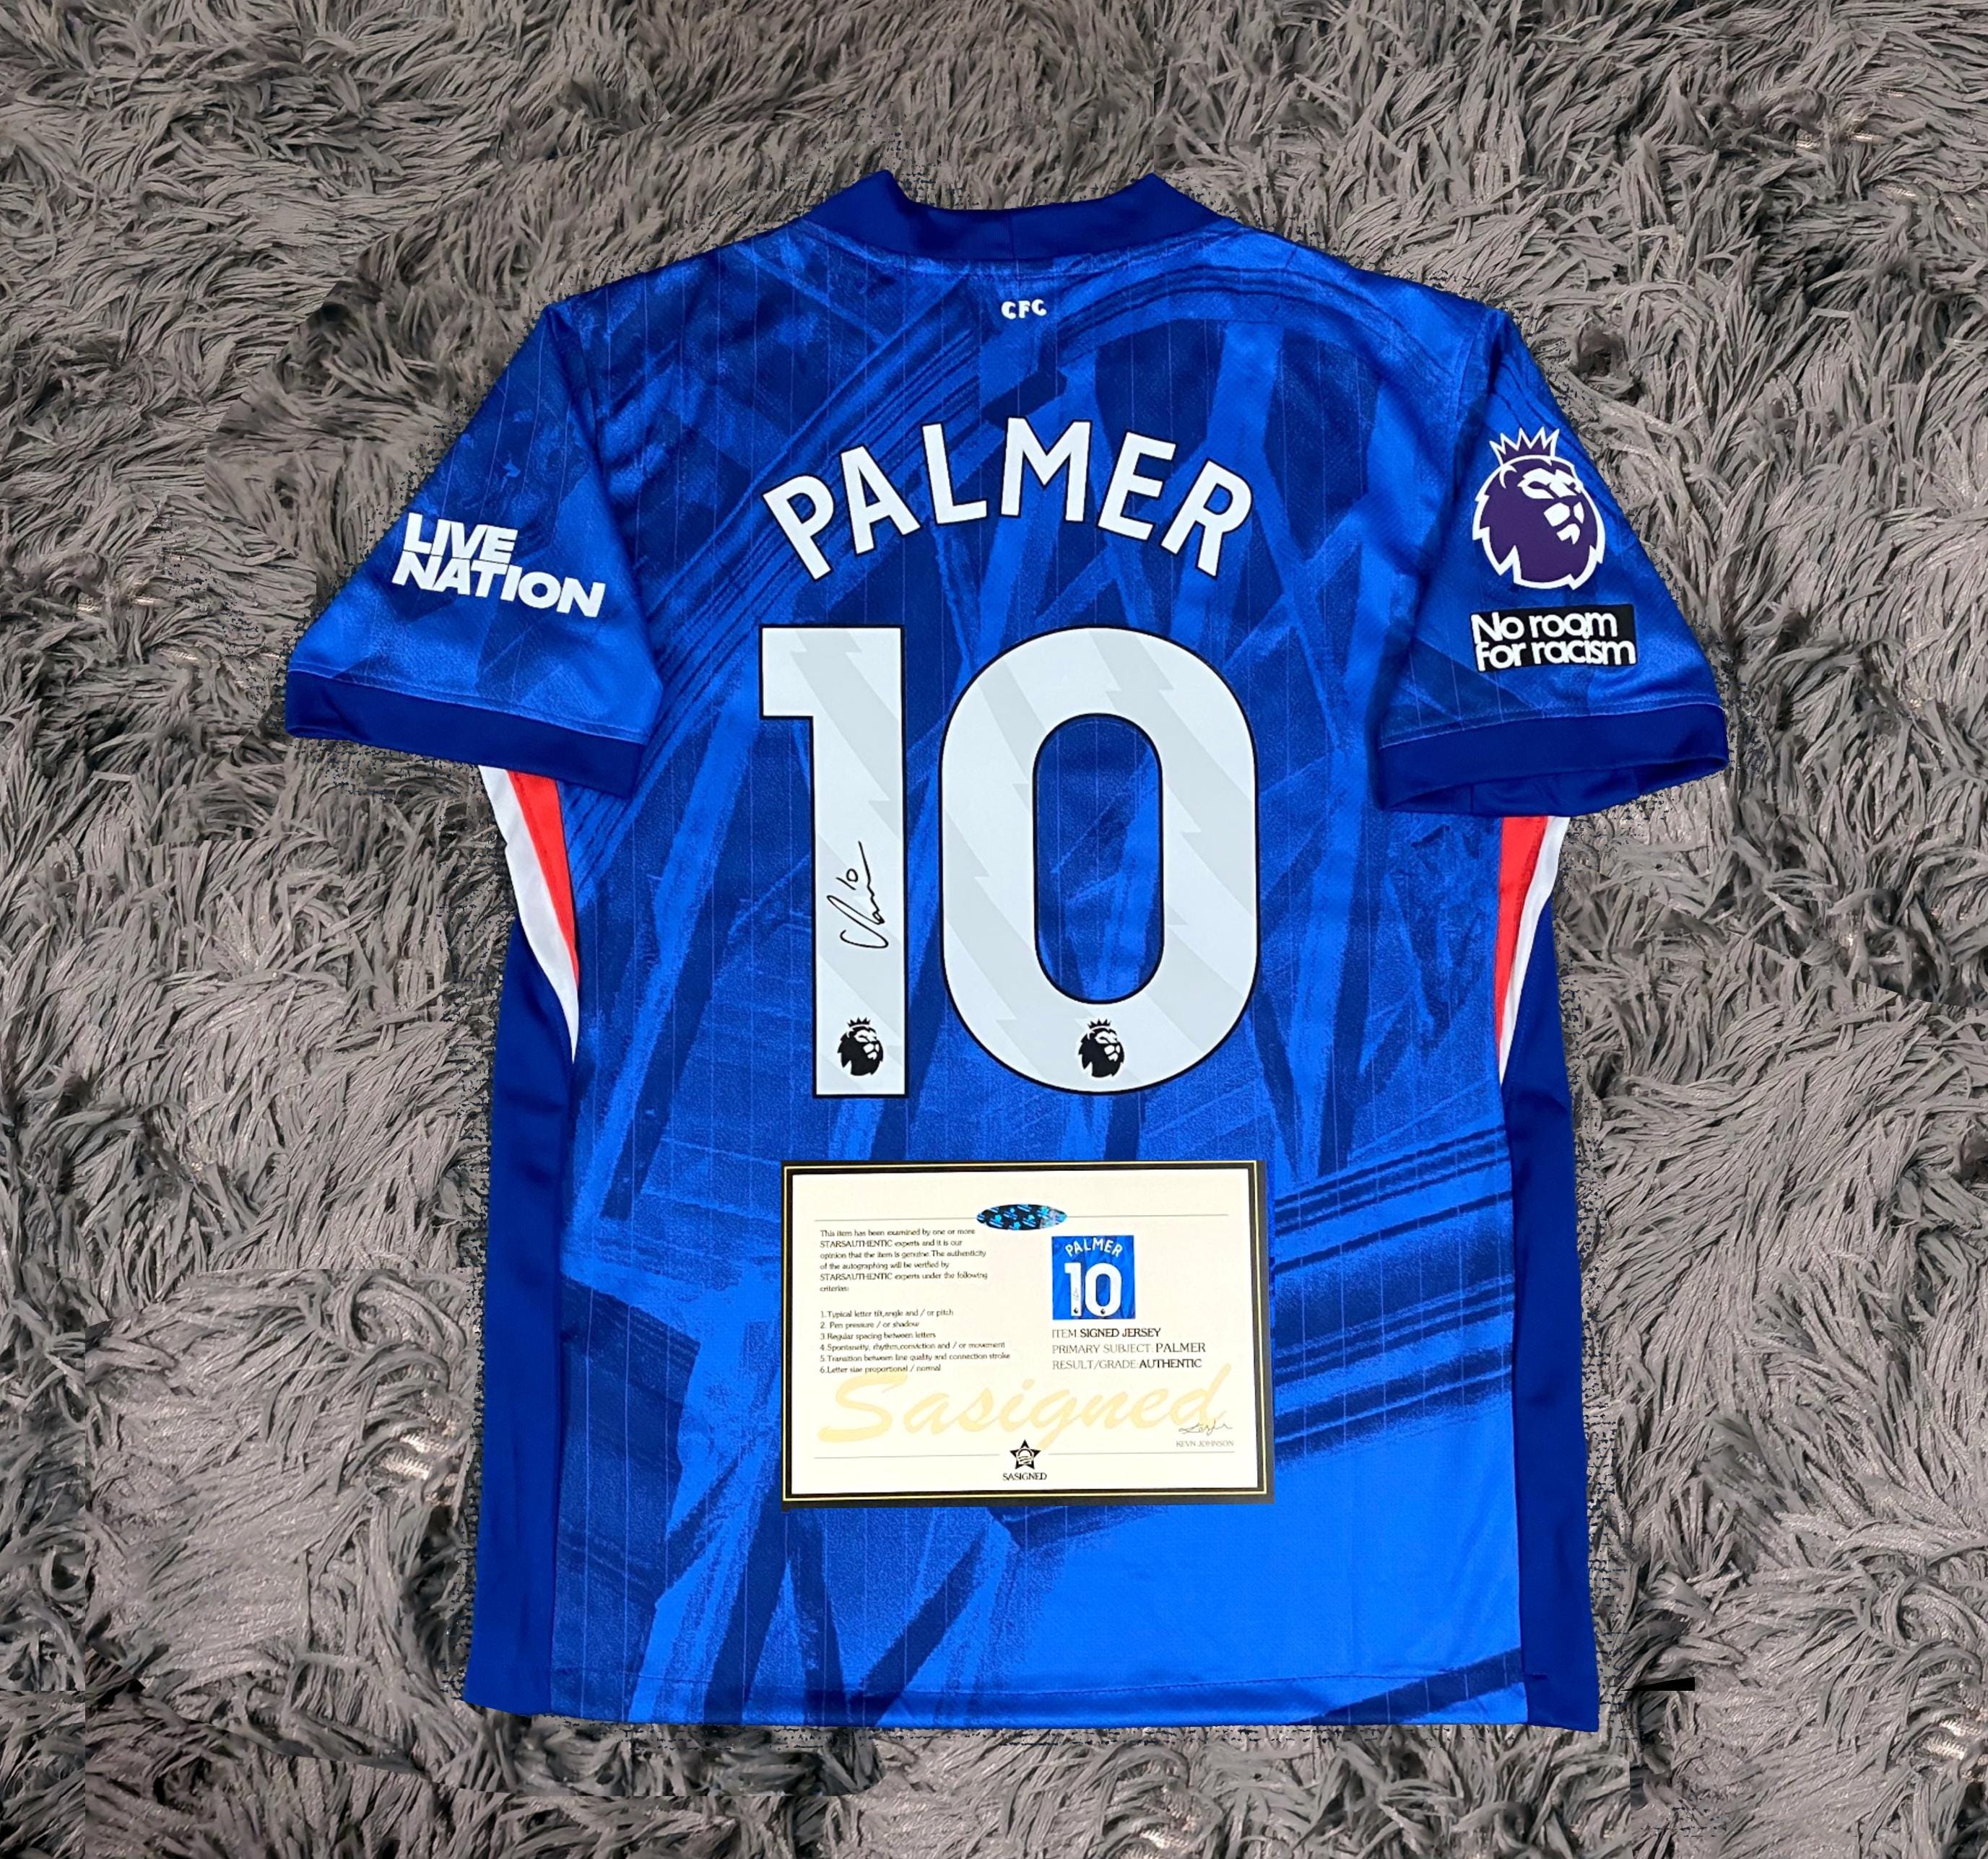 CFC
PALMER
LIVE
NATION
No room
for racism
10
10
This item has been examined by one or more
STARSAUTHENTIC experts and it is our
opinion that the item is genuine.The authenticity
of the autographing will be verified by
STARSAUTHENTIC experts under the following
criterias:
1.Typical letter tilt,angle and / or pitch
2. Pen pressure / or shadow
3.Regular spacing between letters
4.Spontaneity, rhythm,conviction and / or movement
5.Transition between line quality and connection stroke
6.Letter size proportional / normal
PALMER
10
ITEM SIGNED JERSEY
PRIMARY SUBJECT PALMER
RESULT/GRADE AUTHENTIC
Sasigned
KEVN JOHNSON
SASIGNED